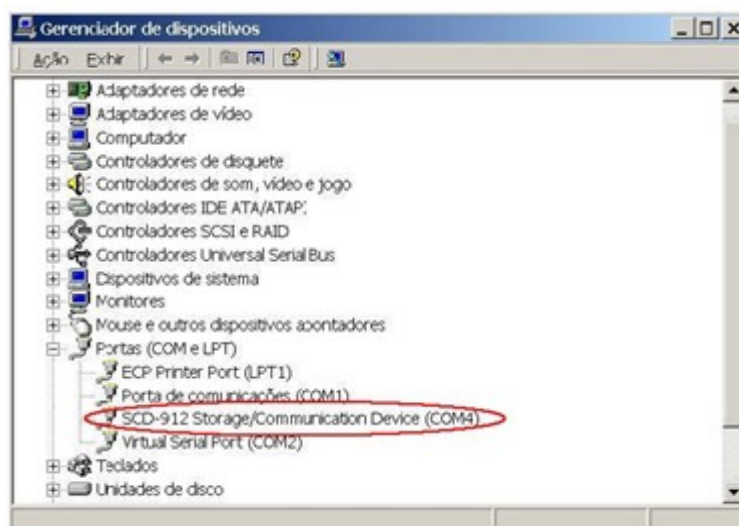 Gerenciador de dispositivos
Ação Exibir
Adaptadores de rede
Adaptadores de vídeo
Computador
Controladores de disquete
Controladores de som, vídeo e jogo
Controladores IDE ATA/ATAPI
Controladores SCSI e RAID
Controladores Universal Serial Bus
Dispositivos de sistema
Monitores
Mouse e outros dispositivos apontadores
Portas (COM e LPT)
ECP Printer Port (LPT1)
Porta de comunicações (COM1)
SCD-912 Storage/Communication Device (COM4)
Virtual Serial Port (COM2)
Teclados
Unidades de disco